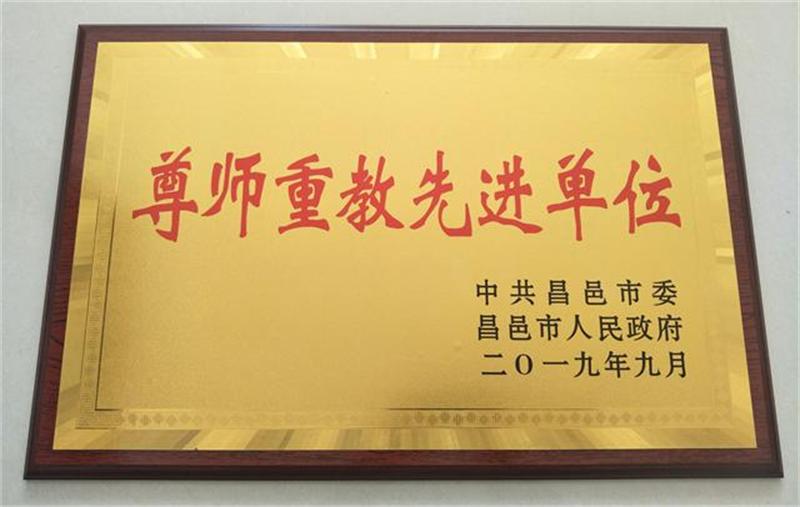 尊师重教先进单位
中共昌邑市委
昌邑市人民政府
二〇一九年九月